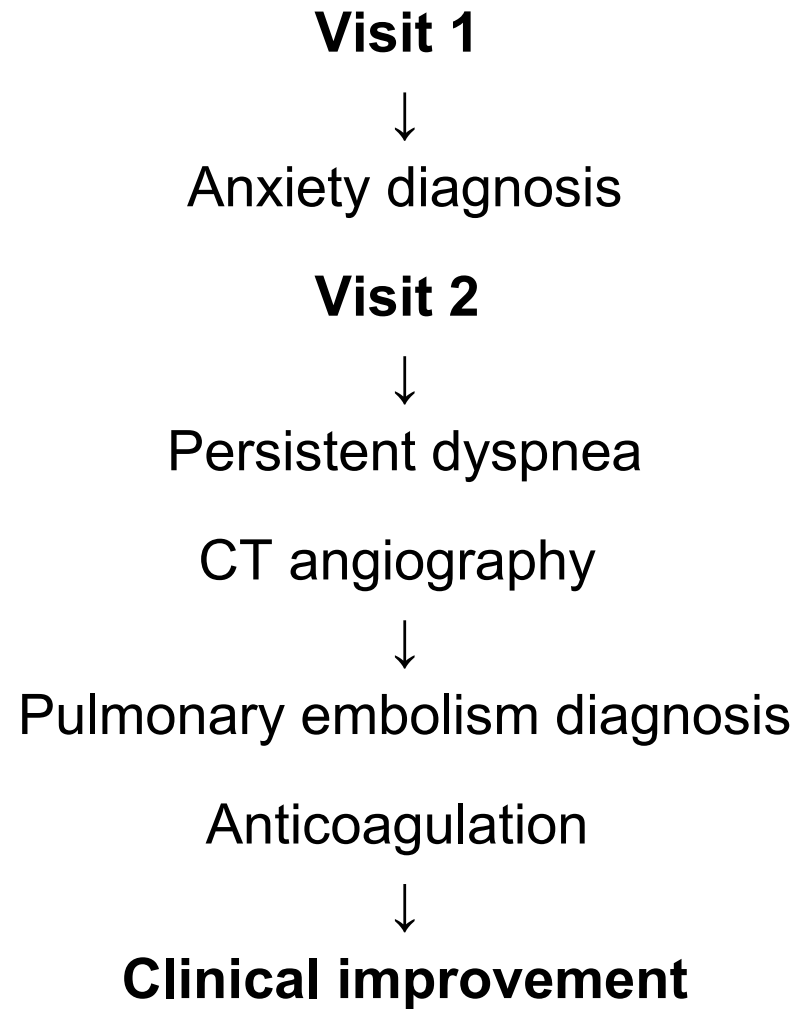 Visit 1
↓
Anxiety diagnosis
Visit 2
↓
Persistent dyspnea
CT angiography
↓
Pulmonary embolism diagnosis
Anticoagulation
↓
Clinical improvement